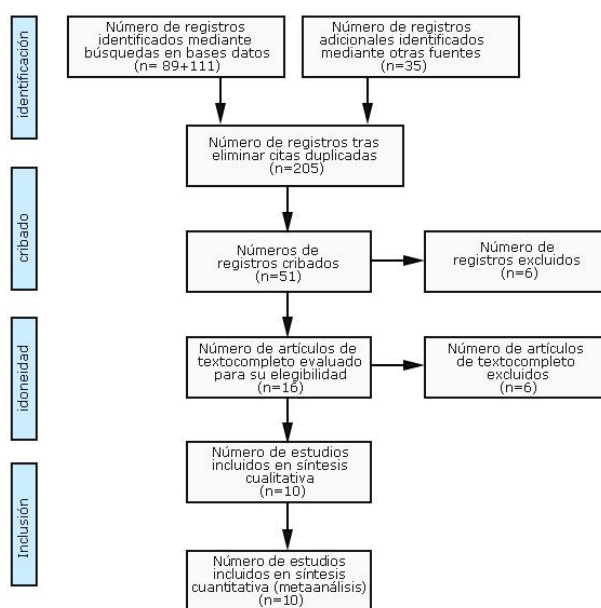 identificación
Número de registros
identificados mediante
búsquedas en bases datos
(n= 89+111)
Número de registros
adicionales identificados
mediante otras fuentes
(n=35)
Número de registros tras
eliminar citas duplicadas
(n=205)
cribado
Números de
registros cribados
(n=51)
Número de
registros excluidos
(n=6)
idoneidad
Número de artículos de
textocompleto evaluado
para su elegibilidad
(n=16)
Número de artículos
de textocompleto
excluidos
(n=6)
Inclusión
Número de estudios
incluidos en síntesis
cualitativa
(n=10)
Número de estudios
incluidos en síntesis
cuantitativa (metaanálisis)
(n=10)